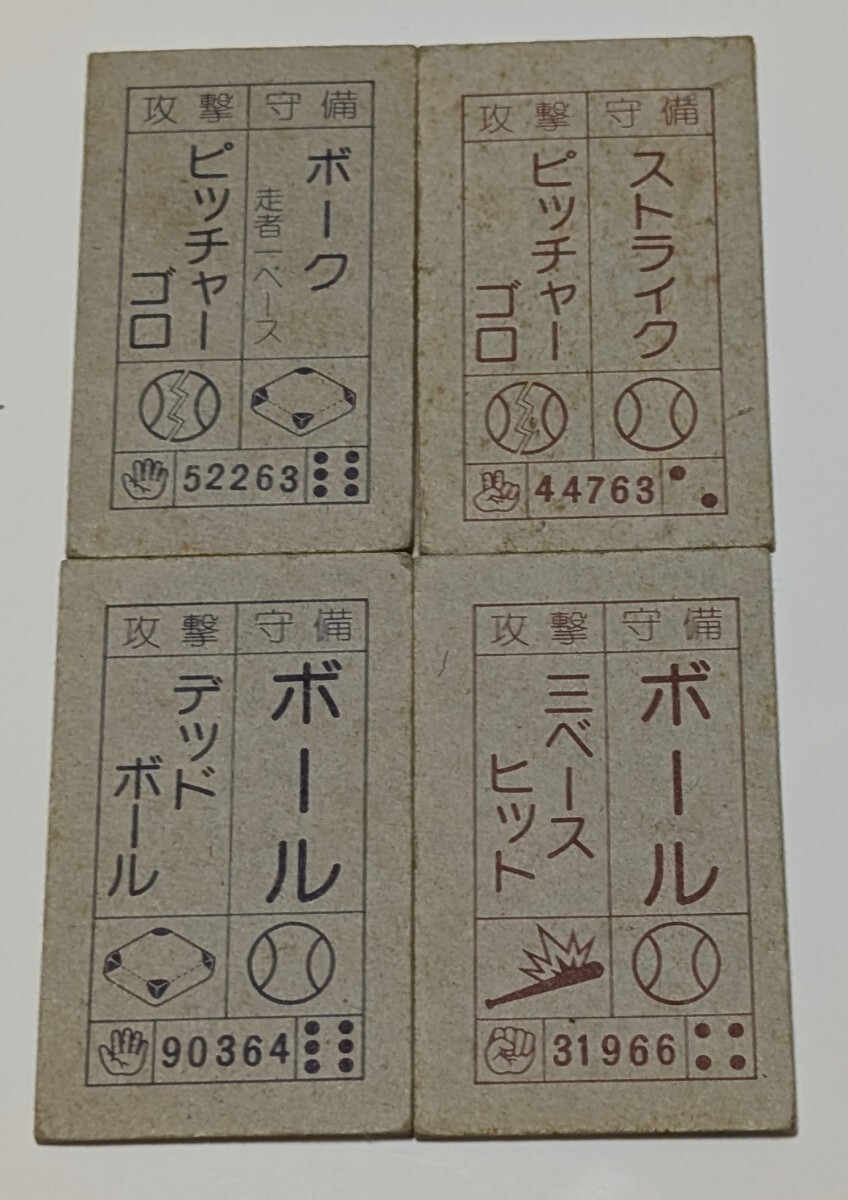 攻撃 守備
ボーク
走者一ベース
ピッチャー
ゴロ
52263
攻撃 守備
ストライク
ピッチャー
ゴロ
44763
攻撃 守備
ボール
デッド
ボール
90364
攻撃 守備
ボール
三ベース
ヒット
31966